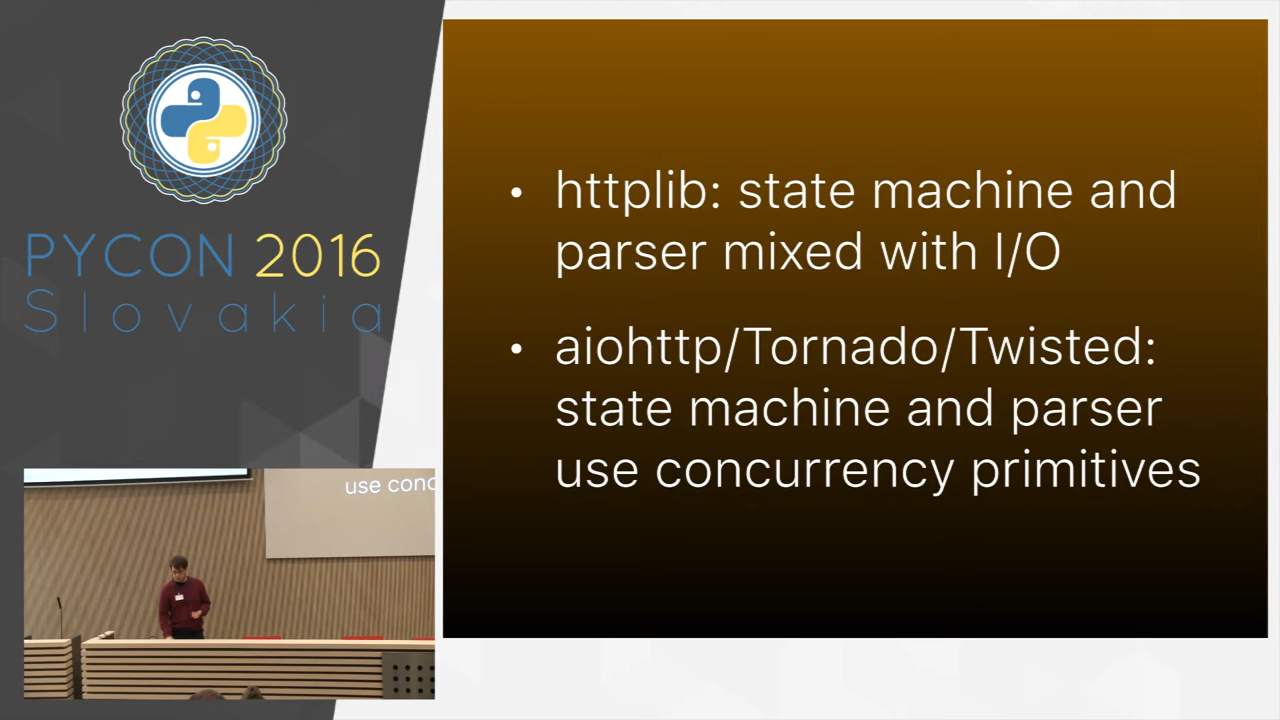 PYCON 2016
Slovakia
• httplib: state machine and
parser mixed with I/O
• aiohttp/Tornado/Twisted:
state machine and parser
use concurrency primitives
use conc